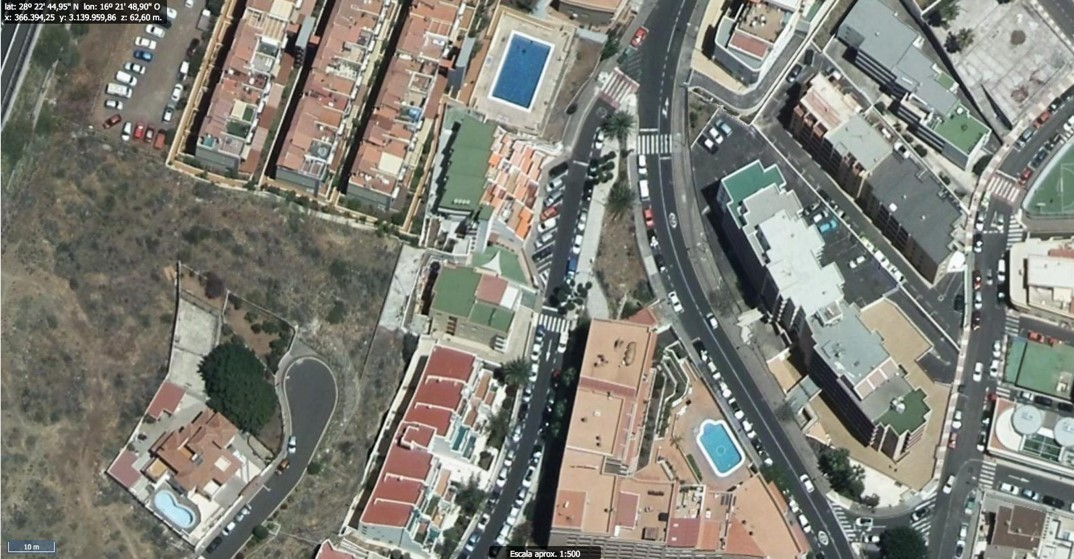 lat: 28º 22' 44,95" N  lon: 16º 21' 48,90" O
x: 366.394,25  y: 3.139.959,86  z: 62,60 m.
10 m
Escala aprox. 1:500